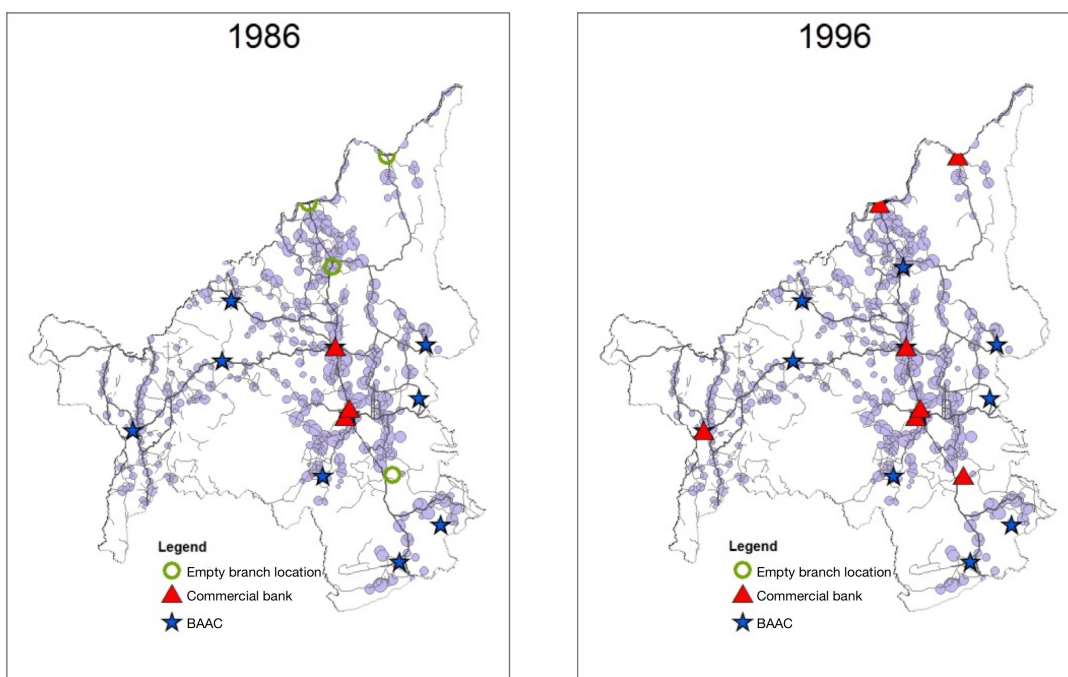 1986
Legend
Empty branch location
Commercial bank
BAAC
1996
Legend
Empty branch location
Commercial bank
BAAC